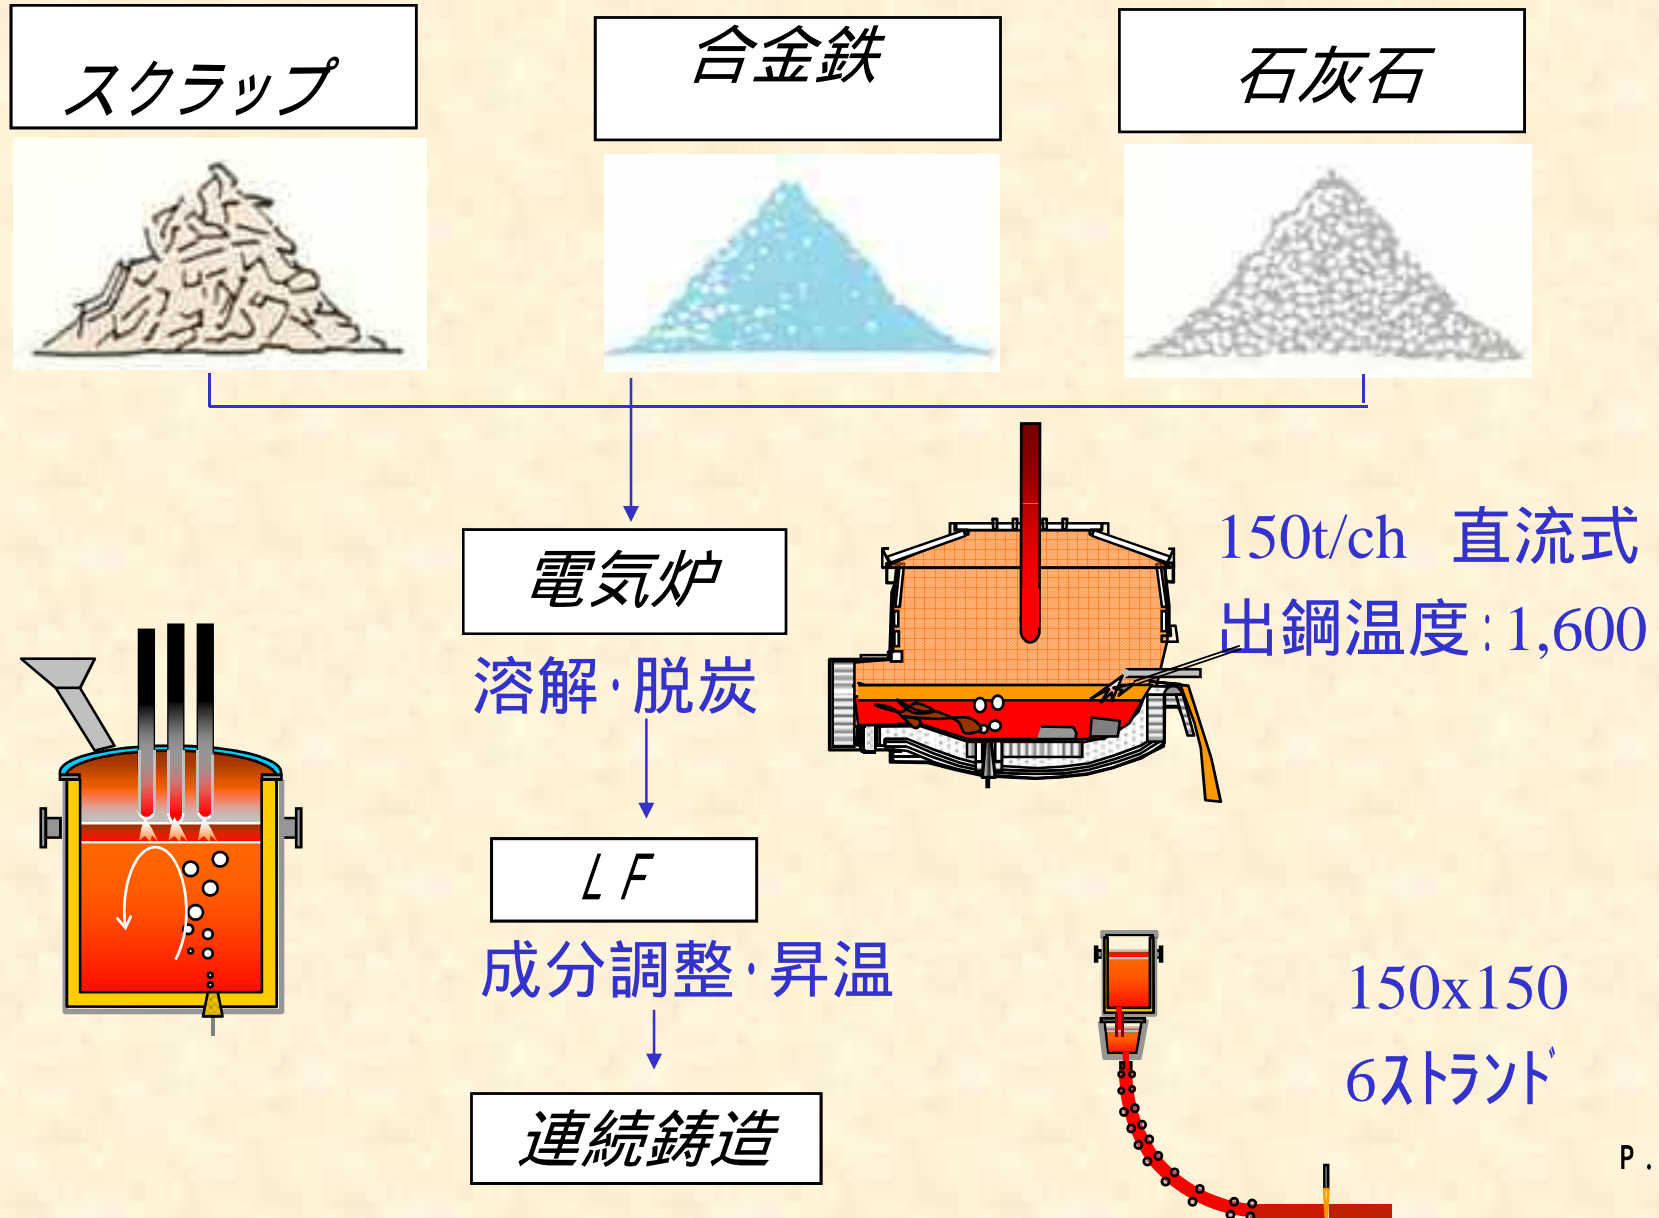 スクラップ
合金鉄
石灰石
電気炉
溶解・脱炭
150t/ch 直流式
出鋼温度:1,600
LF
成分調整・昇温
150x150
6ストランド
連続鋳造
P.